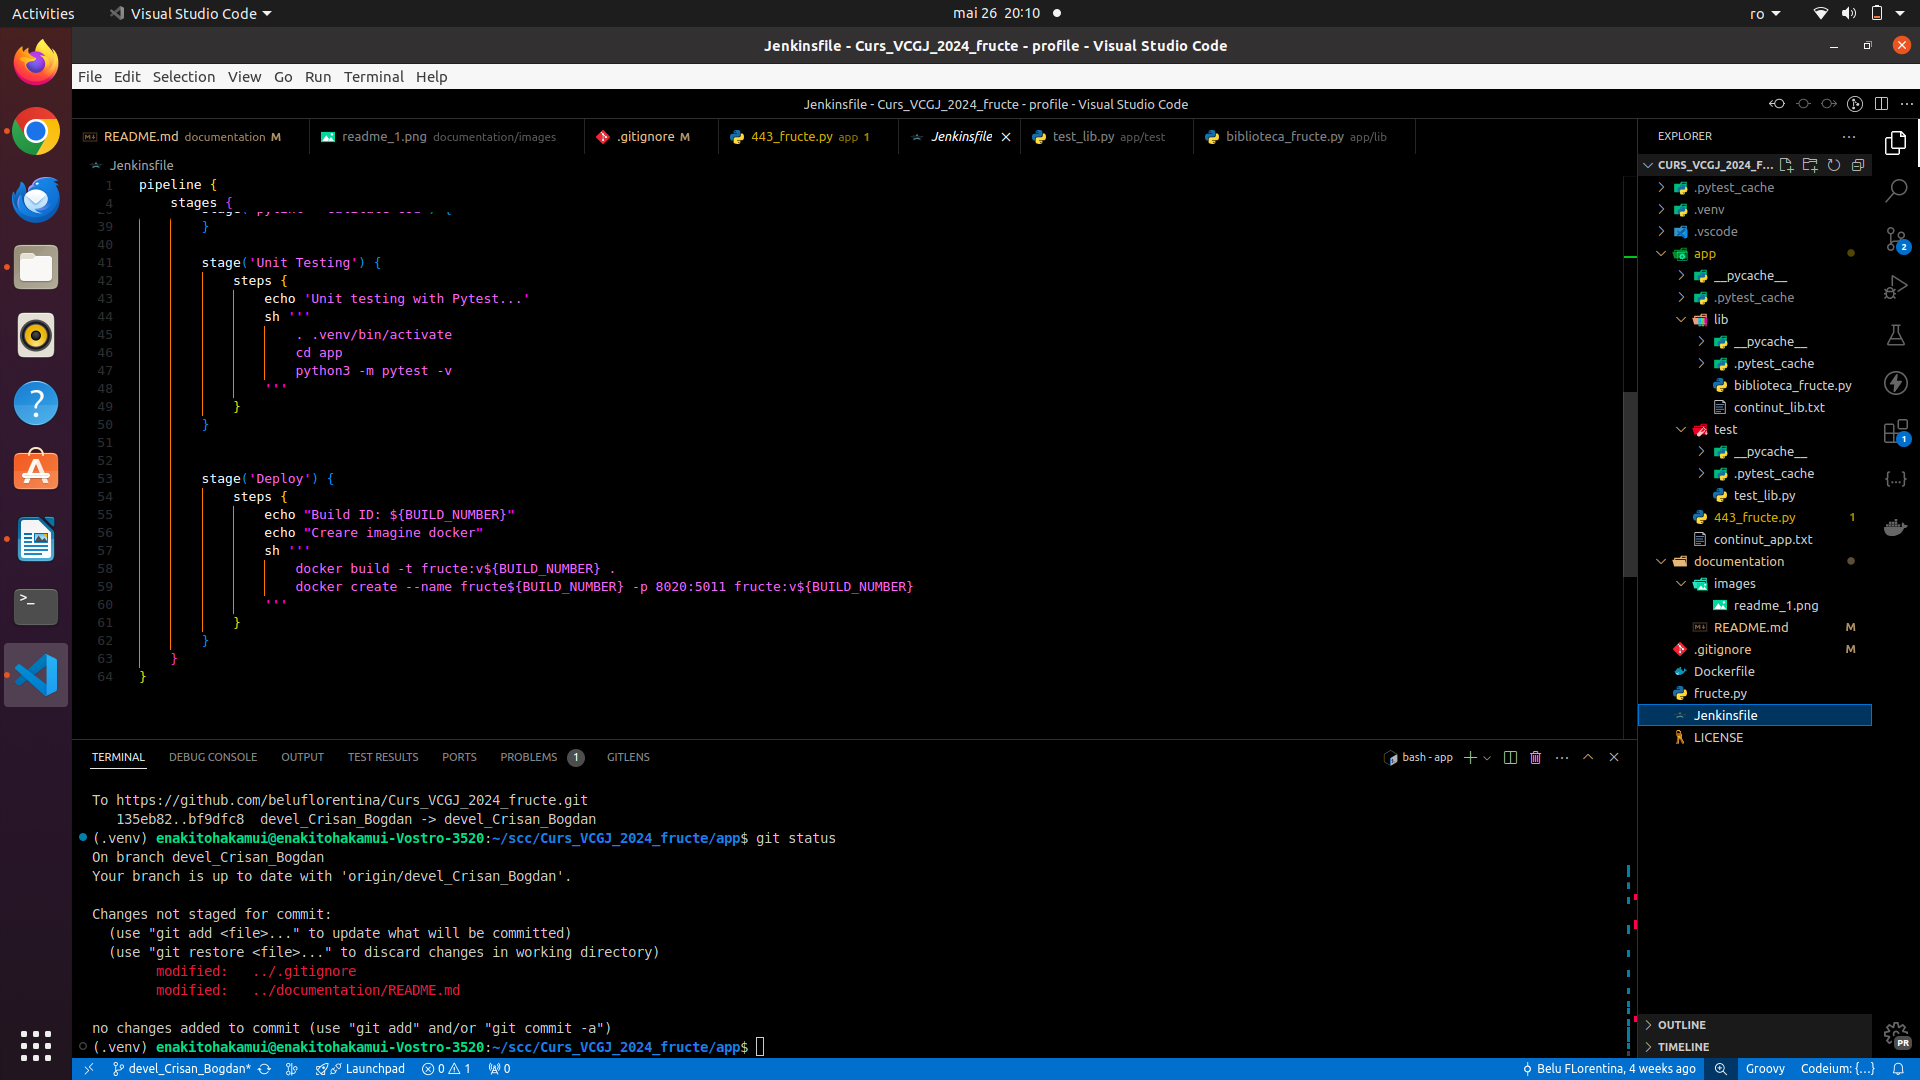 Activities
Visual Studio Code
mai 26 20:10
ro
Jenkinsfile - Curs_VCGJ_2024_fructe - profile - Visual Studio Code
File Edit Selection View Go Run Terminal Help
Jenkinsfile - Curs_VCGJ_2024_fructe - profile - Visual Studio Code
README.md documentation M
readme_1.png documentation/images
.gitignore M
443_fructe.py app 1
Jenkinsfile
test_lib.py app/test
biblioteca_fructe.py app/lib
Jenkinsfile
1 pipeline {
4 stages {
39 }
40
41 stage('Unit Testing') {
42 steps {
43 echo 'Unit testing with Pytest...'
44 sh '''
45 . .venv/bin/activate
46 cd app
47 python3 -m pytest -v
48 '''
49 }
50 }
51
52
53 stage('Deploy') {
54 steps {
55 echo "Build ID: ${BUILD_NUMBER}"
56 echo "Creare imagine docker"
57 sh '''
58 docker build -t fructe:v${BUILD_NUMBER} .
59 docker create --name fructe${BUILD_NUMBER} -p 8020:5011 fructe:v${BUILD_NUMBER}
60 '''
61 }
62 }
63 }
64 }
TERMINAL DEBUG CONSOLE OUTPUT TEST RESULTS PORTS PROBLEMS 1 GITLENS
bash - app
To https://github.com/beluflorentina/Curs_VCGJ_2024_fructe.git
135eb82..bf9dfc8 devel_Crisan_Bogdan -> devel_Crisan_Bogdan
(.venv) enakitohakamui@enakitohakamui-Vostro-3520:~/scc/Curs_VCGJ_2024_fructe/app$ git status
On branch devel_Crisan_Bogdan
Your branch is up to date with 'origin/devel_Crisan_Bogdan'.
Changes not staged for commit:
(use "git add <file>..." to update what will be committed)
(use "git restore <file>..." to discard changes in working directory)
modified: ../.gitignore
modified: ../documentation/README.md
no changes added to commit (use "git add" and/or "git commit -a")
(.venv) enakitohakamui@enakitohakamui-Vostro-3520:~/scc/Curs_VCGJ_2024_fructe/app$
EXPLORER
CURS_VCGJ_2024_F...
.pytest_cache
.venv
.vscode
app
__pycache__
.pytest_cache
lib
__pycache__
.pytest_cache
biblioteca_fructe.py
continut_lib.txt
test
__pycache__
.pytest_cache
test_lib.py
443_fructe.py 1
continut_app.txt
documentation
images
readme_1.png
README.md M
.gitignore M
Dockerfile
fructe.py
Jenkinsfile
LICENSE
OUTLINE
TIMELINE
2
1
{...}
PR
devel_Crisan_Bogdan*
Launchpad
0 1
0
Belu FLorentina, 4 weeks ago
Groovy
Codeium: {...}